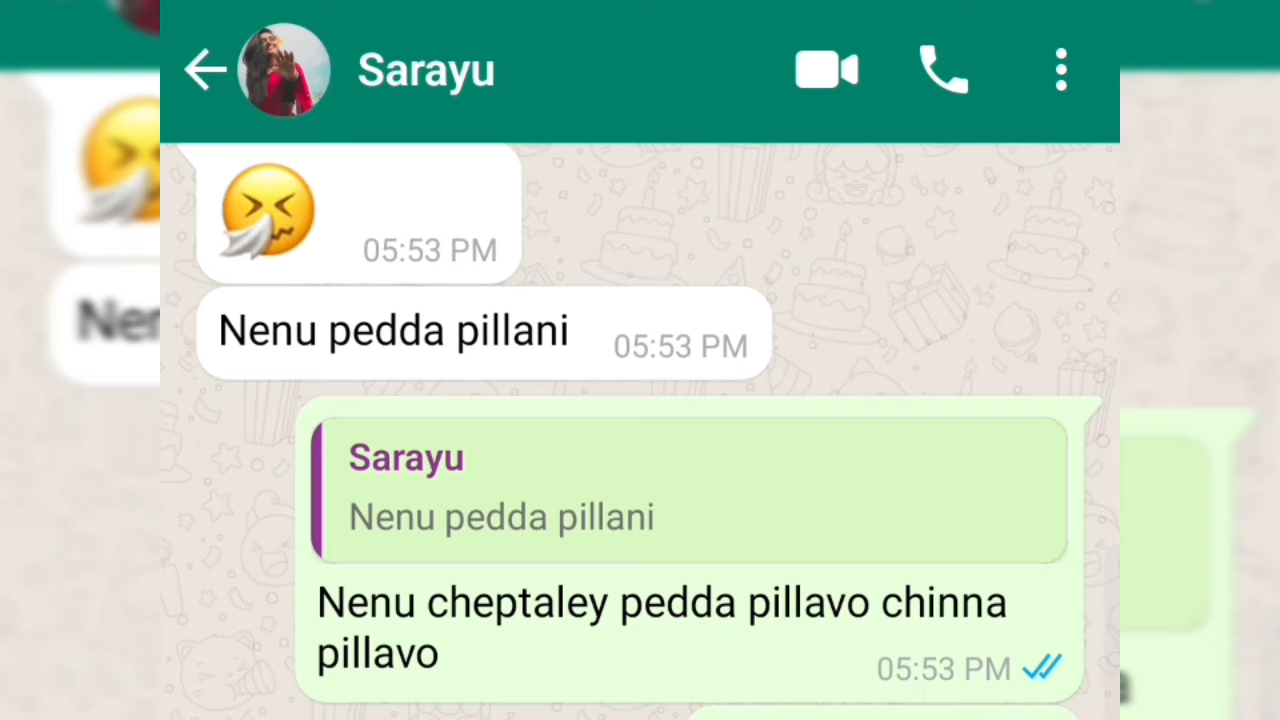 Sarayu
05:53 PM
Nenu pedda pillani 05:53 PM
Sarayu
Nenu pedda pillani
Nenu cheptaley pedda pillavo chinna
pillavo
05:53 PM